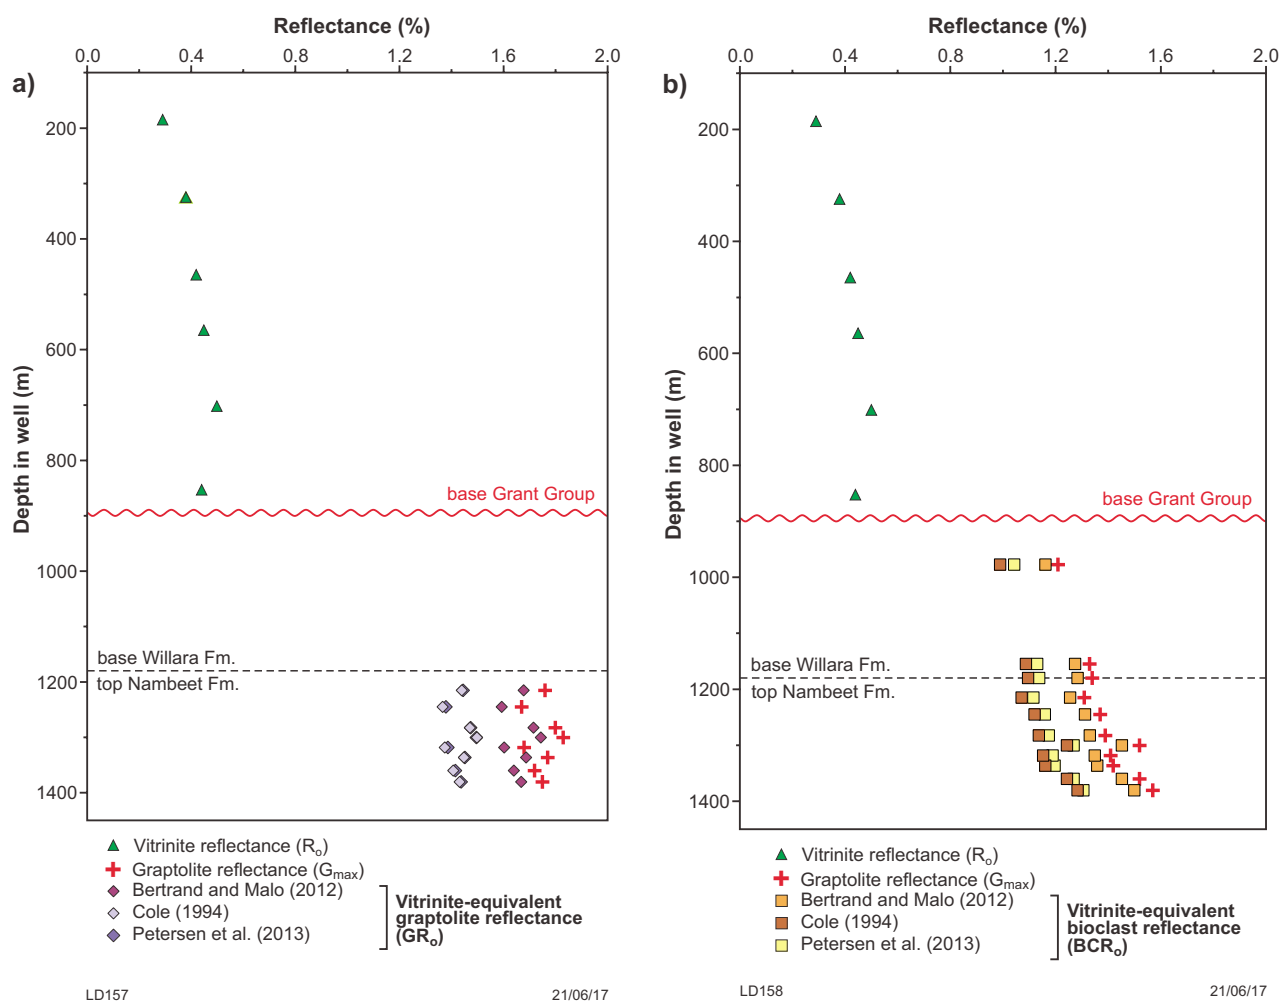 Reflectance (%)
0.0 0.4 0.8 1.2 1.6 2.0
a)
200
400
600
800
1000
1200
1400
Depth in well (m)
base Grant Group
base Willara Fm.
top Nambeet Fm.
Vitrinite reflectance (Ro)
Graptolite reflectance (Gmax)
Bertrand and Malo (2012)
Cole (1994)
Petersen et al. (2013)
Vitrinite-equivalent
graptolite reflectance
(GRo)
LD157
21/06/17
Reflectance (%)
0.0 0.4 0.8 1.2 1.6 2.0
b)
200
400
600
800
1000
1200
1400
Depth in well (m)
base Grant Group
base Willara Fm.
top Nambeet Fm.
Vitrinite reflectance (Ro)
Graptolite reflectance (Gmax)
Bertrand and Malo (2012)
Cole (1994)
Petersen et al. (2013)
Vitrinite-equivalent
bioclast reflectance
(BCRo)
LD158
21/06/17